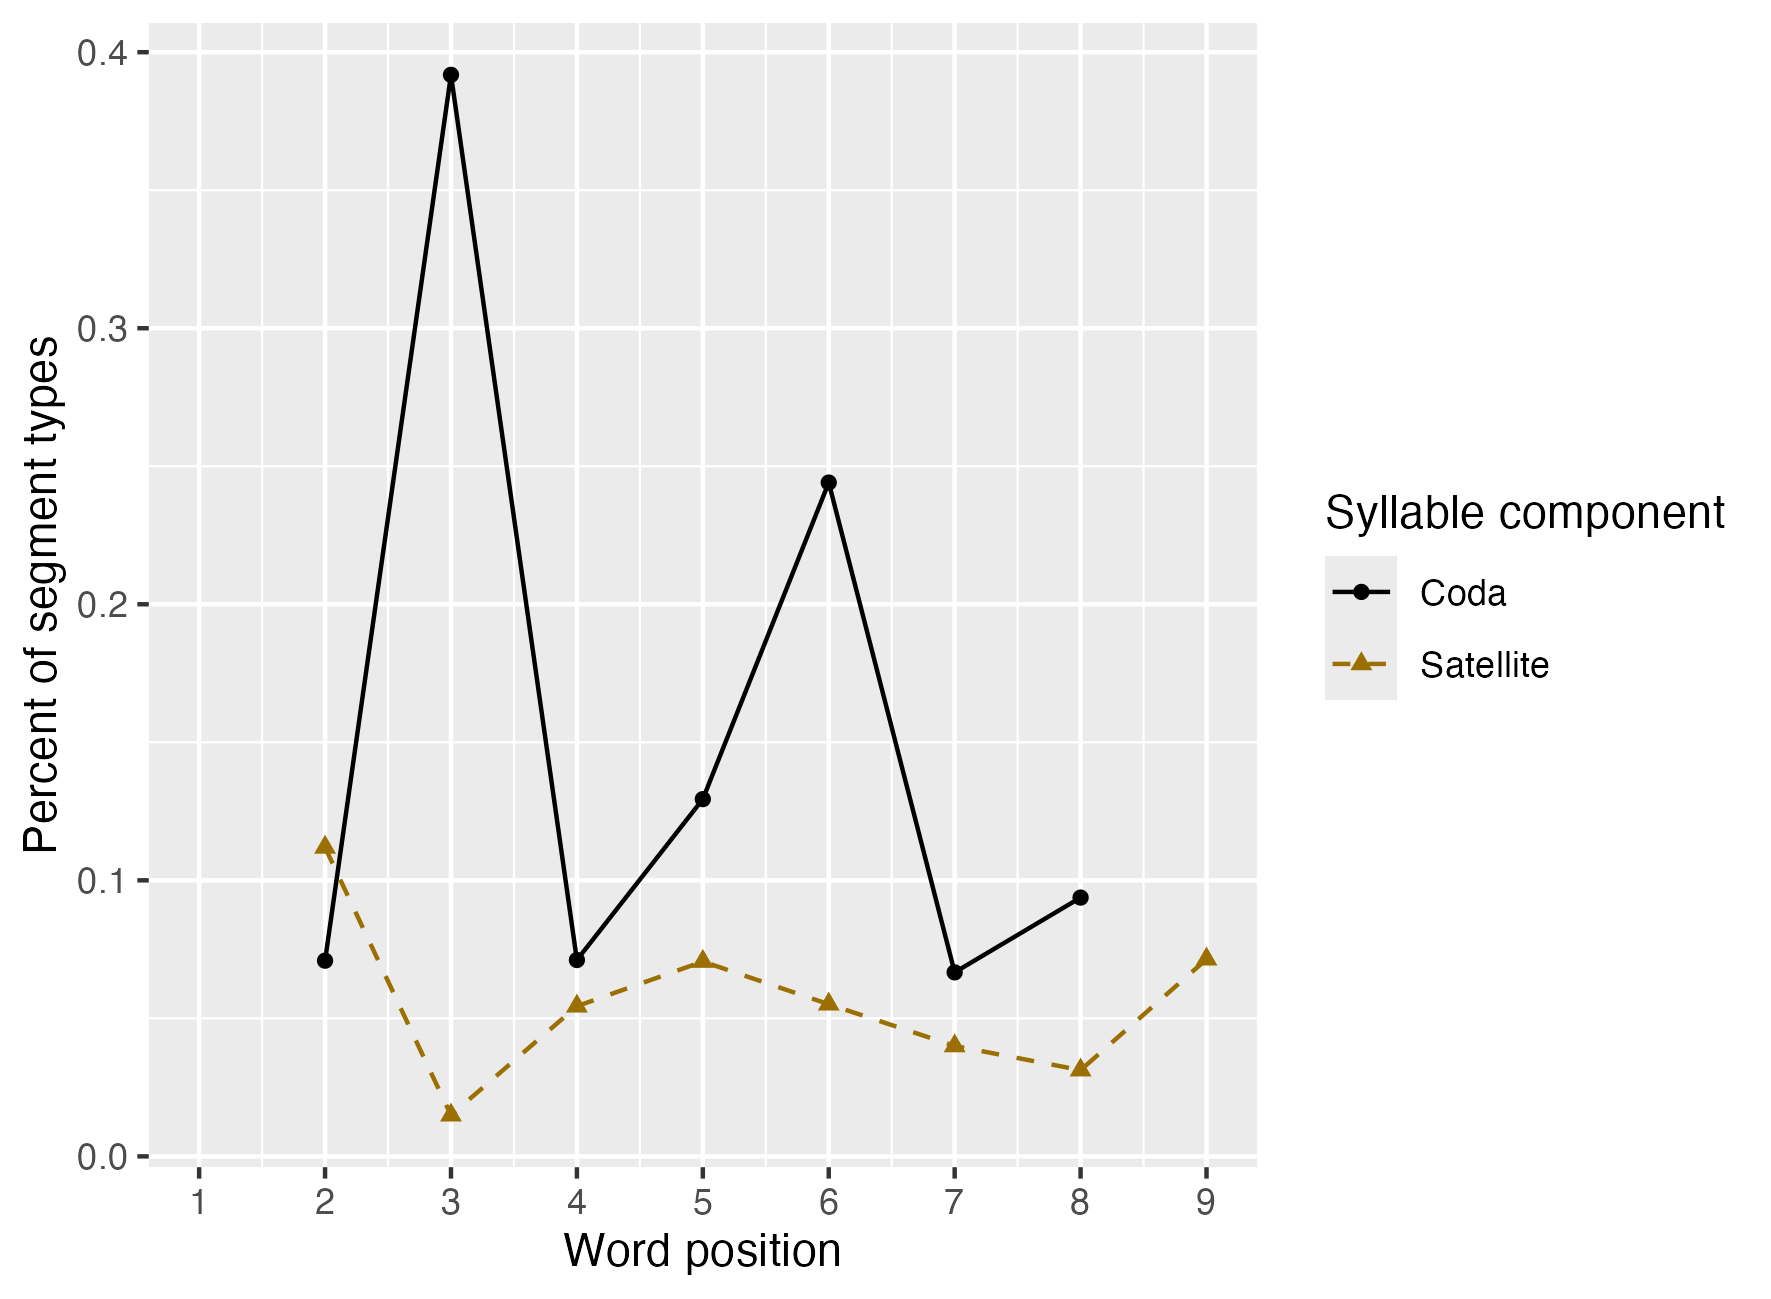 0.4
0.3
0.2
0.1
0.0
Percent of segment types
1 2 3 4 5 6 7 8 9
Word position
Syllable component
Coda
Satellite